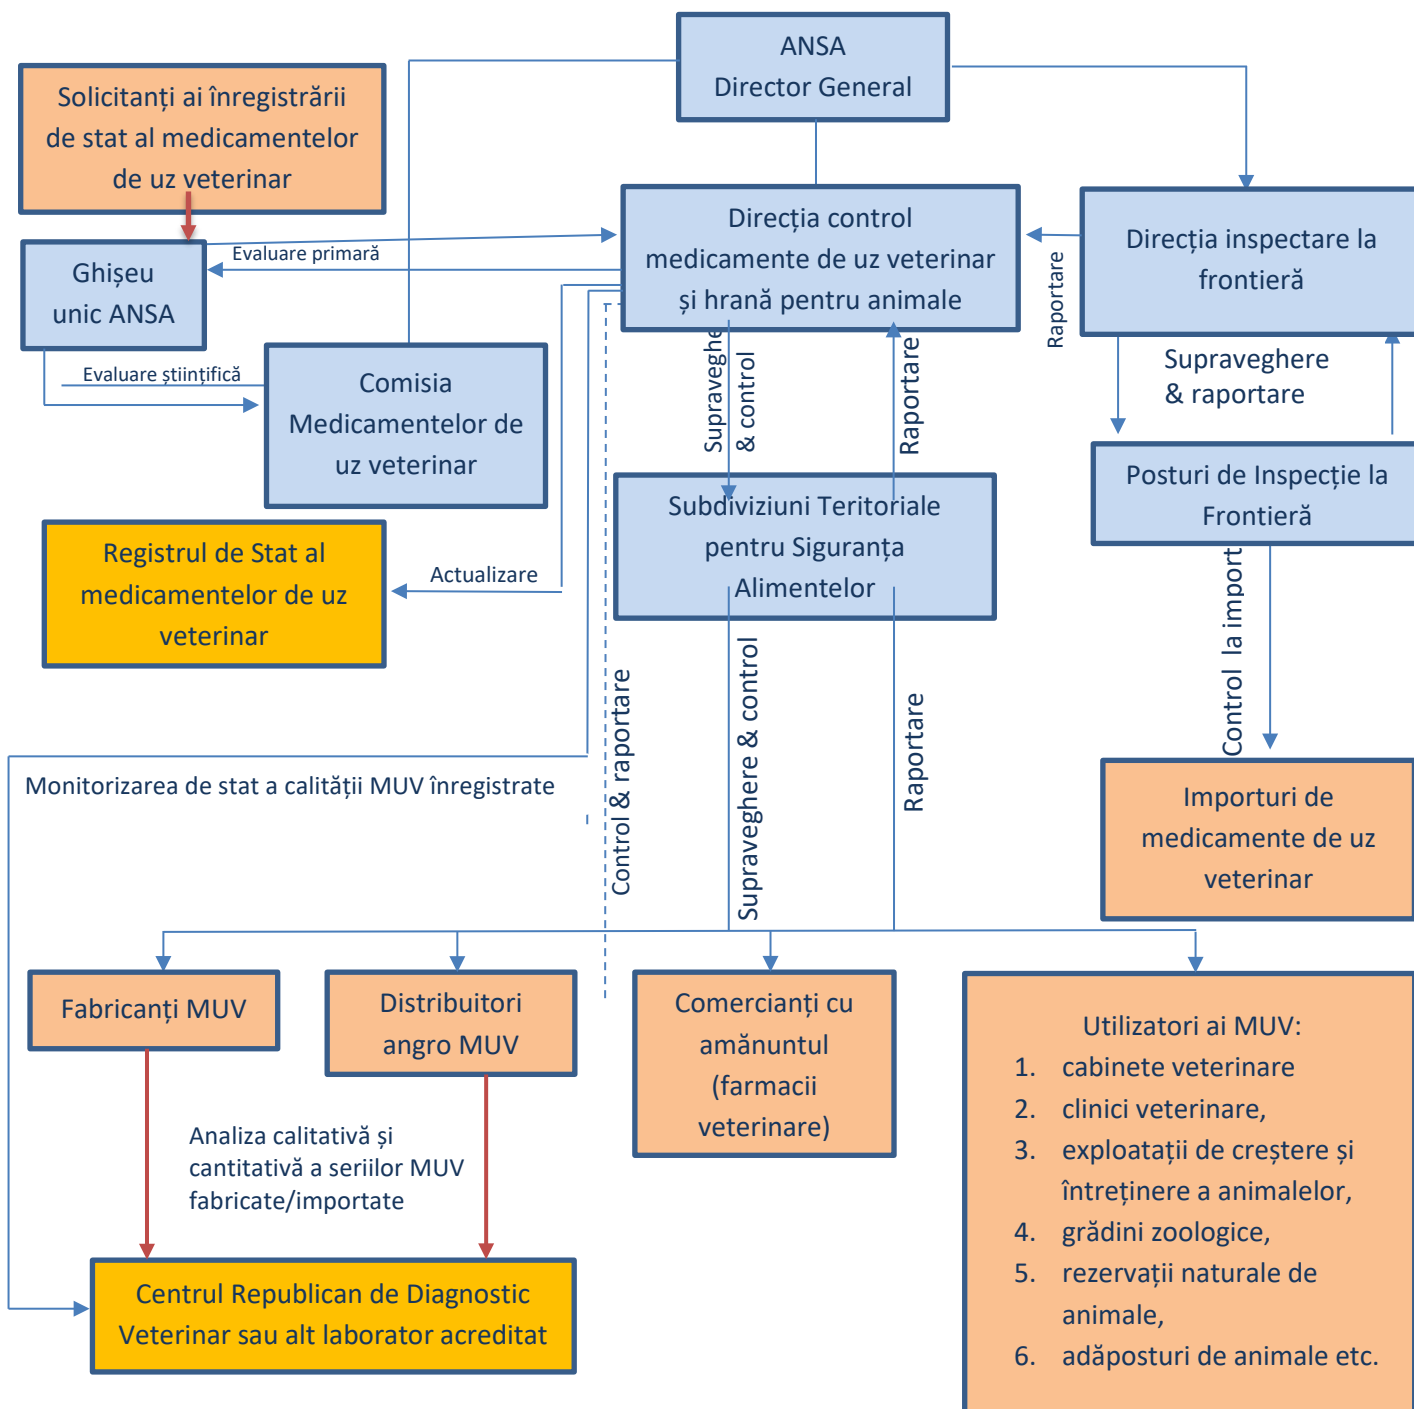 ANSA
Director General
Solicitanți ai înregistrării
de stat al medicamentelor
de uz veterinar
Direcția control
medicamente de uz veterinar
și hrană pentru animale
Direcția inspectare la
frontieră
Evaluare primară
Ghișeu
unic ANSA
Raportare
Evaluare științifică
Comisia
Medicamentelor de
uz veterinar
Supraveghe
& control
Raportare
Supraveghere
& raportare
Posturi de Inspecție la
Frontieră
Subdiviziuni Teritoriale
pentru Siguranța
Alimentelor
Registrul de Stat al
medicamentelor de uz
veterinar
Actualizare
Control la import
Control & raportare
Supraveghere & control
Raportare
Monitorizarea de stat a calității MUV înregistrate
Importuri de
medicamente de uz
veterinar
Fabricanți MUV
Distribuitori
angro MUV
Comercianți cu
amănuntul
(farmacii
veterinare)
Utilizatori ai MUV:
1. cabinete veterinare
2. clinici veterinare,
3. exploatații de creștere și
întreținere a animalelor,
4. grădini zoologice,
5. rezervații naturale de
animale,
6. adăposturi de animale etc.
Analiza calitativă și
cantitativă a seriilor MUV
fabricate/importate
Centrul Republican de Diagnostic
Veterinar sau alt laborator acreditat